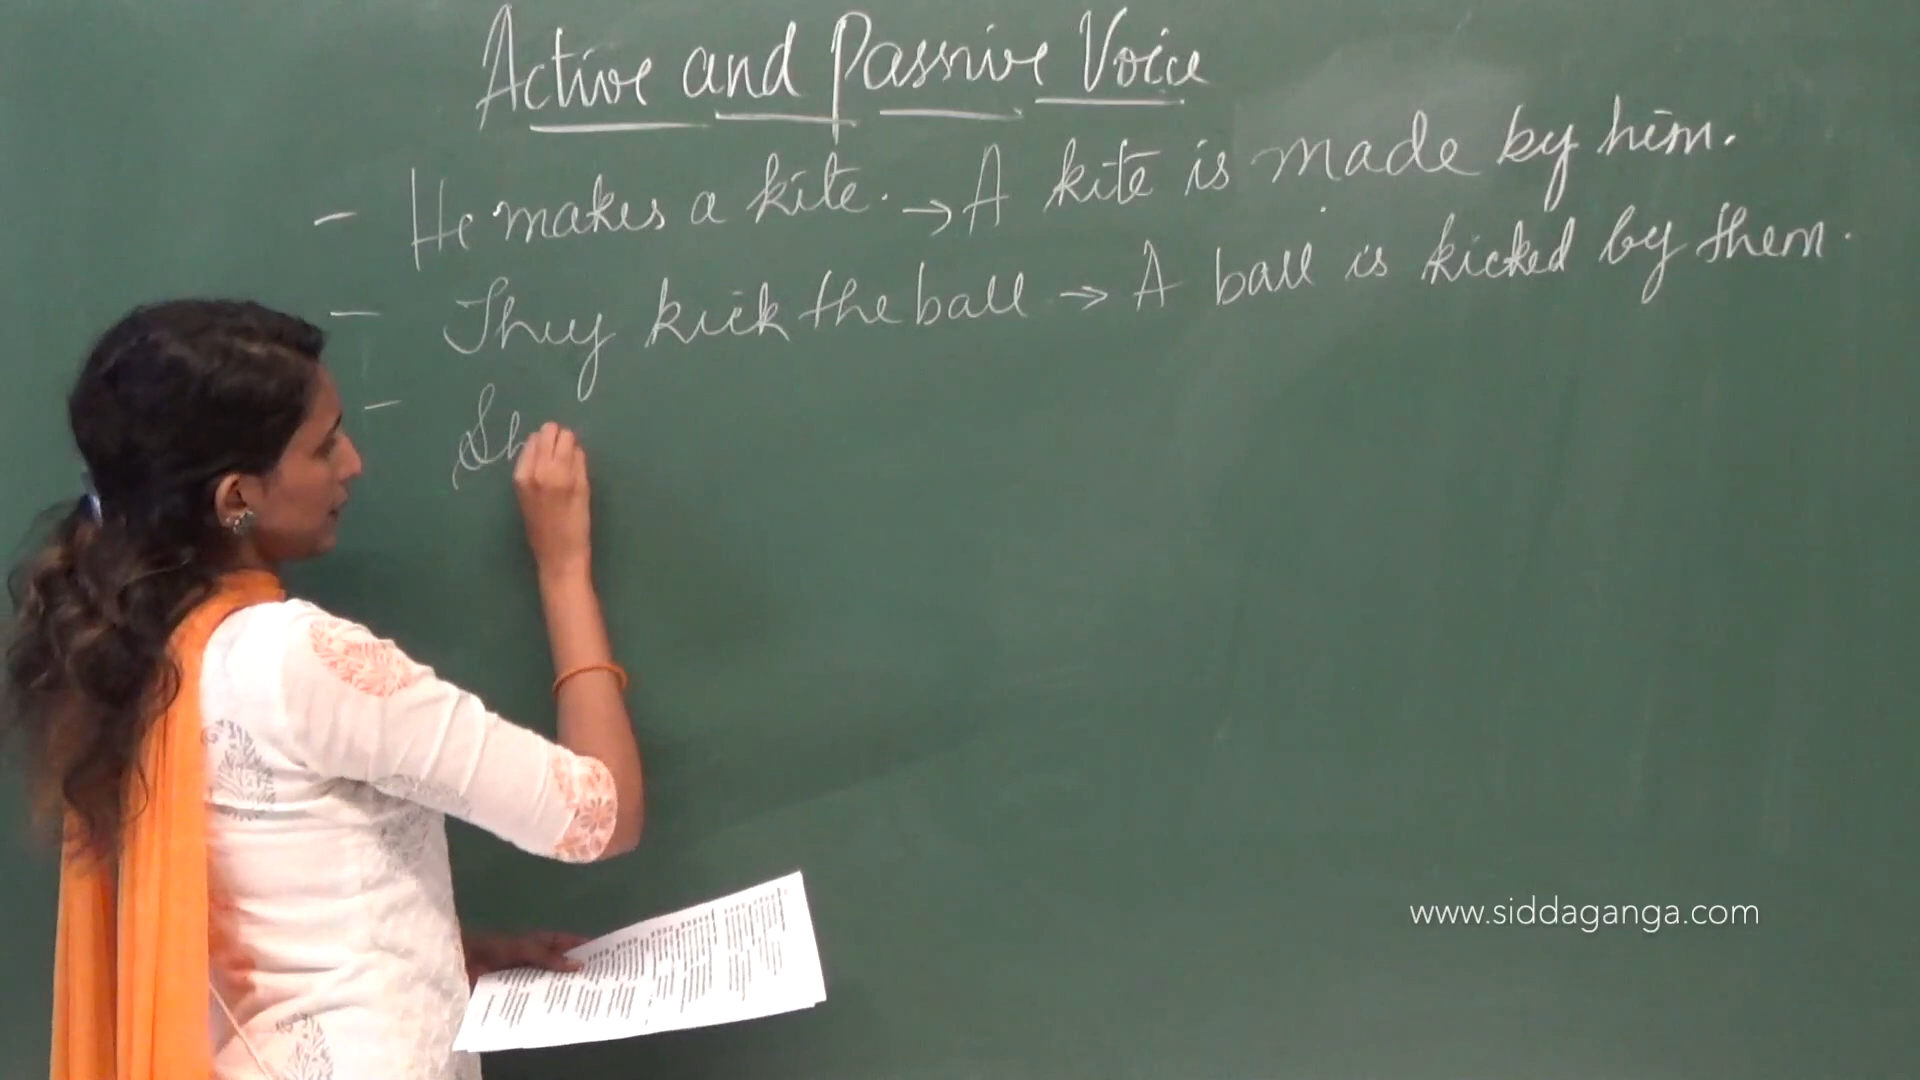 Active and Passive Voice
- He makes a kite. → A kite is made by him.
- They kick the ball → A ball is kicked by them.
- Sh
www.siddaganga.com